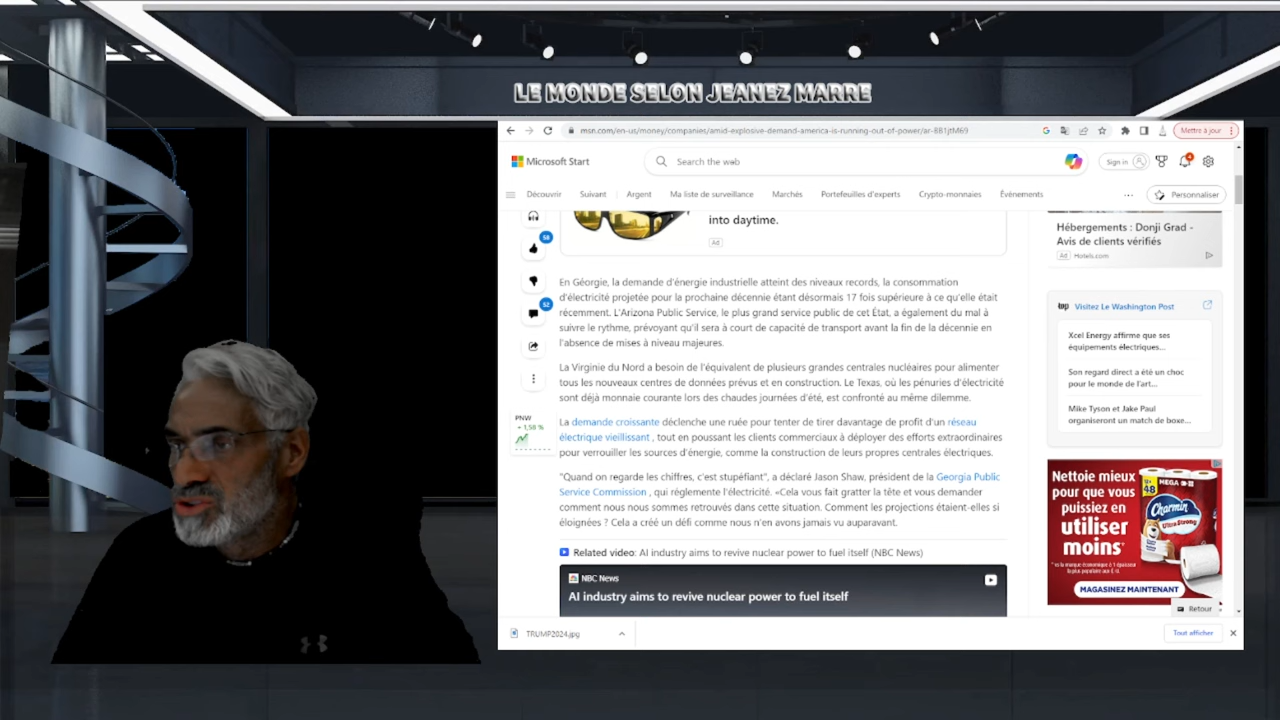 LE MONDE SELON JEANEZ MARRE
msn.com/en-us/money/companies/amid-explosive-demand-america-is-running-out-of-power/ar-BB1jtM69
Mettre à jour
Microsoft Start
Search the web
Sign in
4
Découvrir
Suivant
Argent
Ma liste de surveillance
Marchés
Portefeuilles d'experts
Crypto-monnaies
Événements
Personnaliser
into daytime.
Ad
58
52
En Géorgie, la demande d'énergie industrielle atteint des niveaux records, la consommation
d'électricité projetée pour la prochaine décennie étant désormais 17 fois supérieure à ce qu'elle était
récemment. L'Arizona Public Service, le plus grand service public de cet État, a également du mal à
suivre le rythme, prévoyant qu'il sera à court de capacité de transport avant la fin de la décennie en
l'absence de mises à niveau majeures.
La Virginie du Nord a besoin de l'équivalent de plusieurs grandes centrales nucléaires pour alimenter
tous les nouveaux centres de données prévus et en construction. Le Texas, où les pénuries d'électricité
sont déjà monnaie courante lors des chaudes journées d'été, est confronté au même dilemme.
PNW
+ 1,58 %
La demande croissante déclenche une ruée pour tenter de tirer davantage de profit d'un réseau
électrique vieillissant , tout en poussant les clients commerciaux à déployer des efforts extraordinaires
pour verrouiller les sources d'énergie, comme la construction de leurs propres centrales électriques.
"Quand on regarde les chiffres, c'est stupéfiant", a déclaré Jason Shaw, président de la Georgia Public
Service Commission , qui réglemente l'électricité. «Cela vous fait gratter la tête et vous demander
comment nous nous sommes retrouvés dans cette situation. Comment les projections étaient-elles si
éloignées ? Cela a créé un défi comme nous n'en avons jamais vu auparavant.
Related video: AI industry aims to revive nuclear power to fuel itself (NBC News)
NBC News
AI industry aims to revive nuclear power to fuel itself
Hébergements : Donji Grad -
Avis de clients vérifiés
Ad Hotels.com
wp Visitez Le Washington Post
Xcel Energy affirme que ses
équipements électriques...
Son regard direct a été un choc
pour le monde de l'art...
Mike Tyson et Jake Paul
organiseront un match de boxe...
Nettoie mieux
pour que vous
puissiez en
utiliser
moins*
MEGA
48
Charmin
Ultra Strong
MAGASINEZ MAINTENANT
Retour
TRUMP2024.jpg
Tout afficher